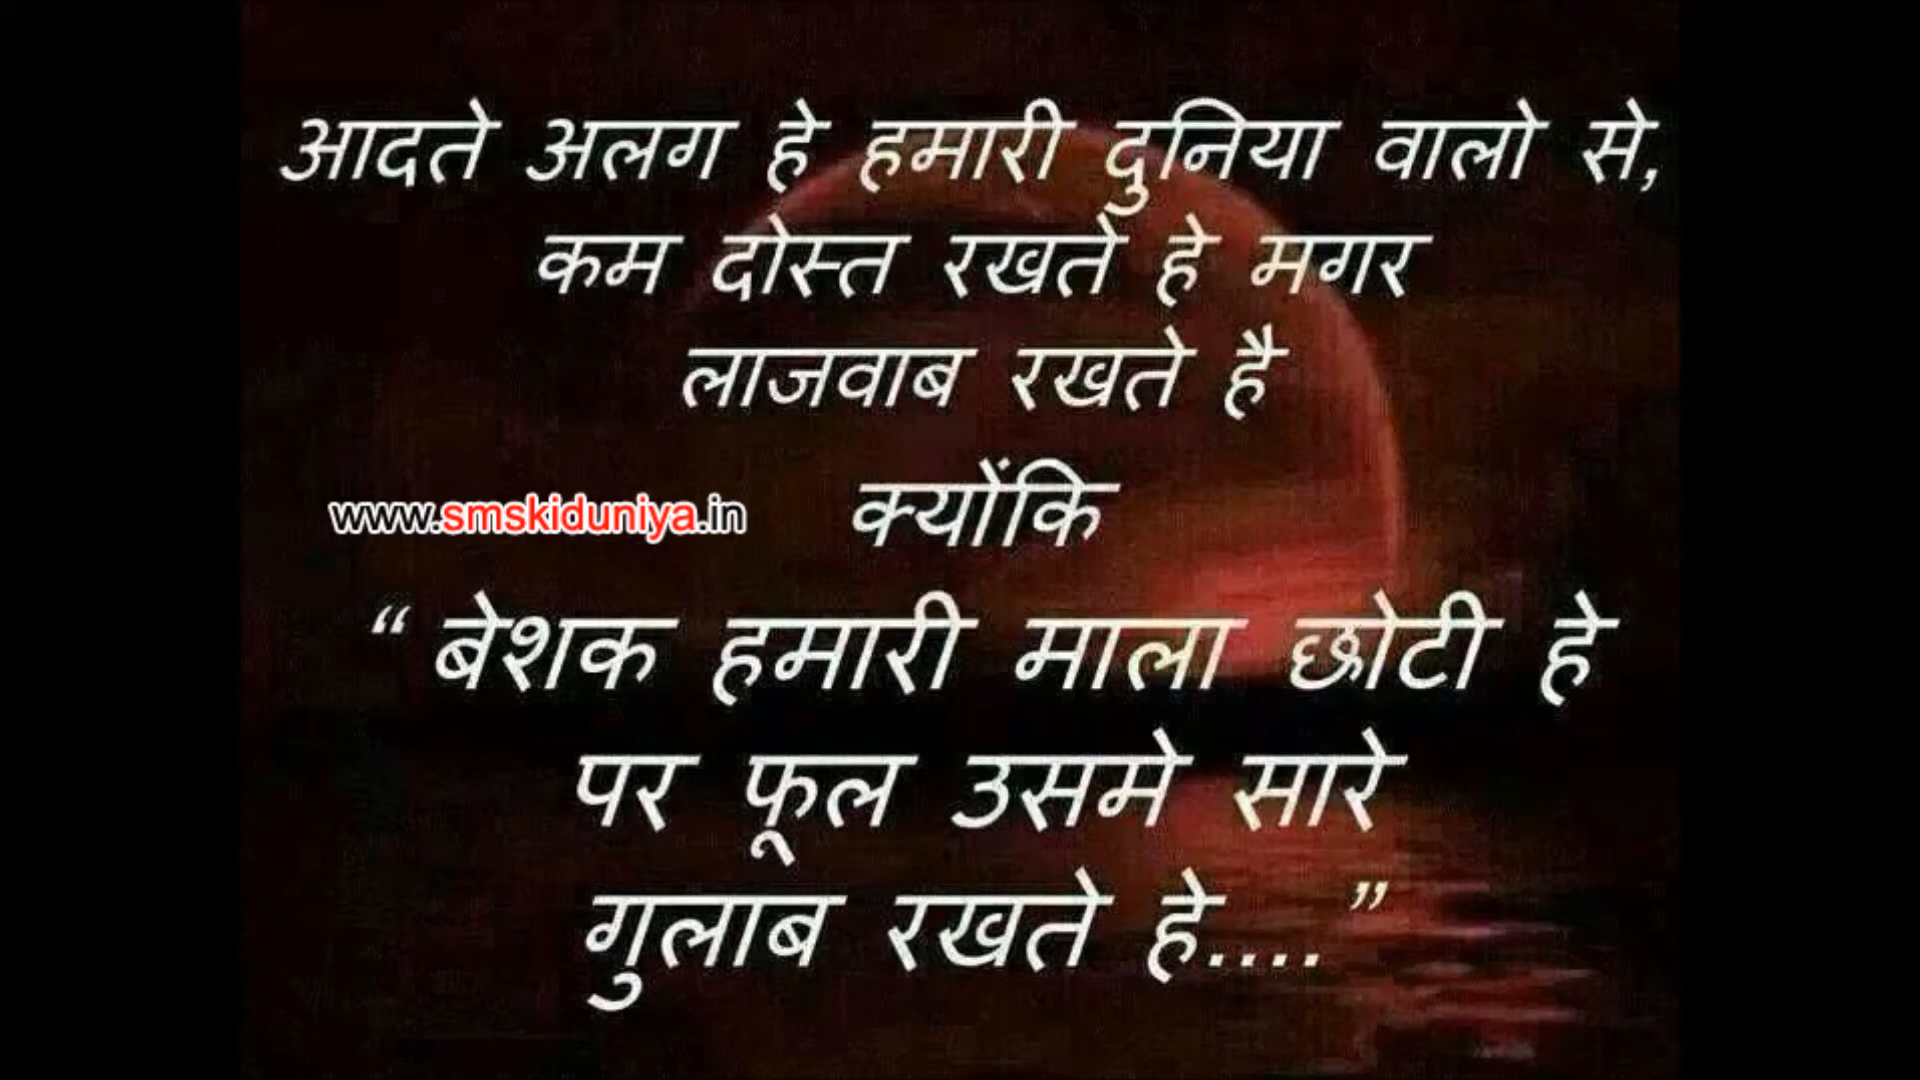 आदते अलग हे हमारी दुनिया वालो से,
कम दोस्त रखते हे मगर
लाजवाब रखते है
www.smskiduniya.in
क्योंकि
“ बेशक हमारी माला छोटी हे
पर फूल उसमे सारे
गुलाब रखते हे....”